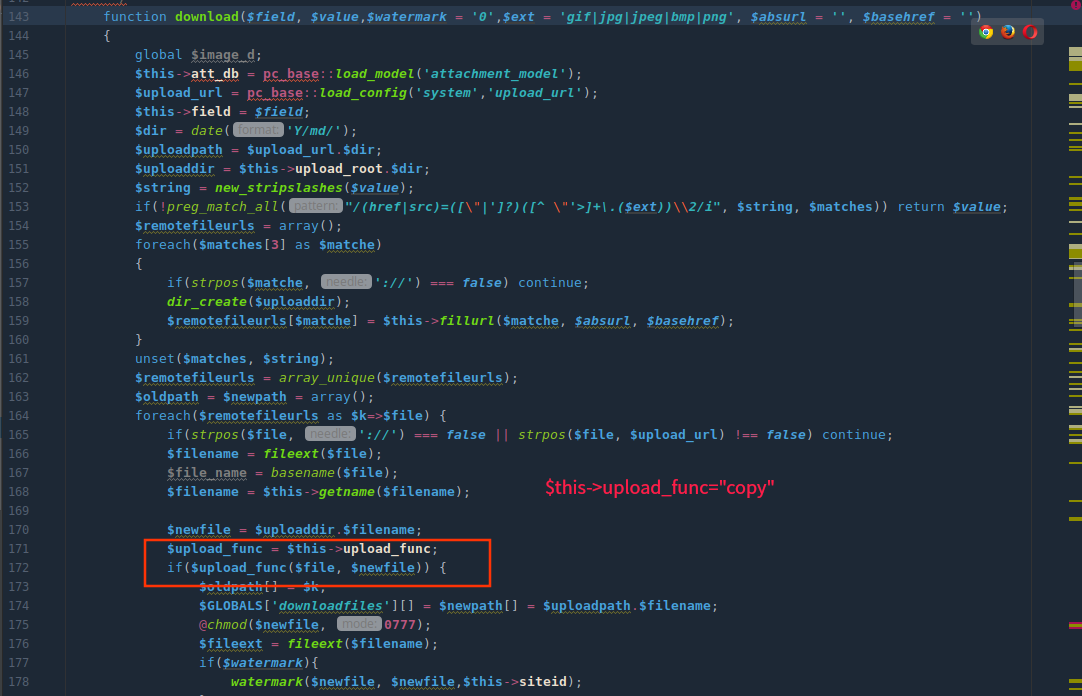 143 function download($field, $value,$watermark = '0',$ext = 'gif|jpg|jpeg|bmp|png', $absurl = '', $basehref = '')
144 {
145 global $image_d;
146 $this->att_db = pc_base::load_model('attachment_model');
147 $upload_url = pc_base::load_config('system','upload_url');
148 $this->field = $field;
149 $dir = date( format: 'Y/md/');
150 $uploadpath = $upload_url.$dir;
151 $uploaddir = $this->upload_root.$dir;
152 $string = new_stripslashes($value);
153 if(!preg_match_all( pattern: "/(href|src)=([\"|']?)([^ \"'>]+\.($ext))\\2/i", $string, $matches)) return $value;
154 $remotefileurls = array();
155 foreach($matches[3] as $matche)
156 {
157 if(strpos($matche, needle: '://') === false) continue;
158 dir_create($uploaddir);
159 $remotefileurls[$matche] = $this->fillurl($matche, $absurl, $basehref);
160 }
161 unset($matches, $string);
162 $remotefileurls = array_unique($remotefileurls);
163 $oldpath = $newpath = array();
164 foreach($remotefileurls as $k=>$file) {
165 if(strpos($file, needle: '://') === false || strpos($file, $upload_url) !== false) continue;
166 $filename = fileext($file);
167 $file_name = basename($file);
168 $filename = $this->getname($filename);
$this->upload_func="copy"
169
170 $newfile = $uploaddir.$filename;
171 $upload_func = $this->upload_func;
172 if($upload_func($file, $newfile)) {
173 $oldpath[] = $k;
174 $GLOBALS['downloadfiles'][] = $newpath[] = $uploadpath.$filename;
175 @chmod($newfile, mode: 0777);
176 $fileext = fileext($filename);
177 if($watermark){
178 watermark($newfile, $newfile,$this->siteid);